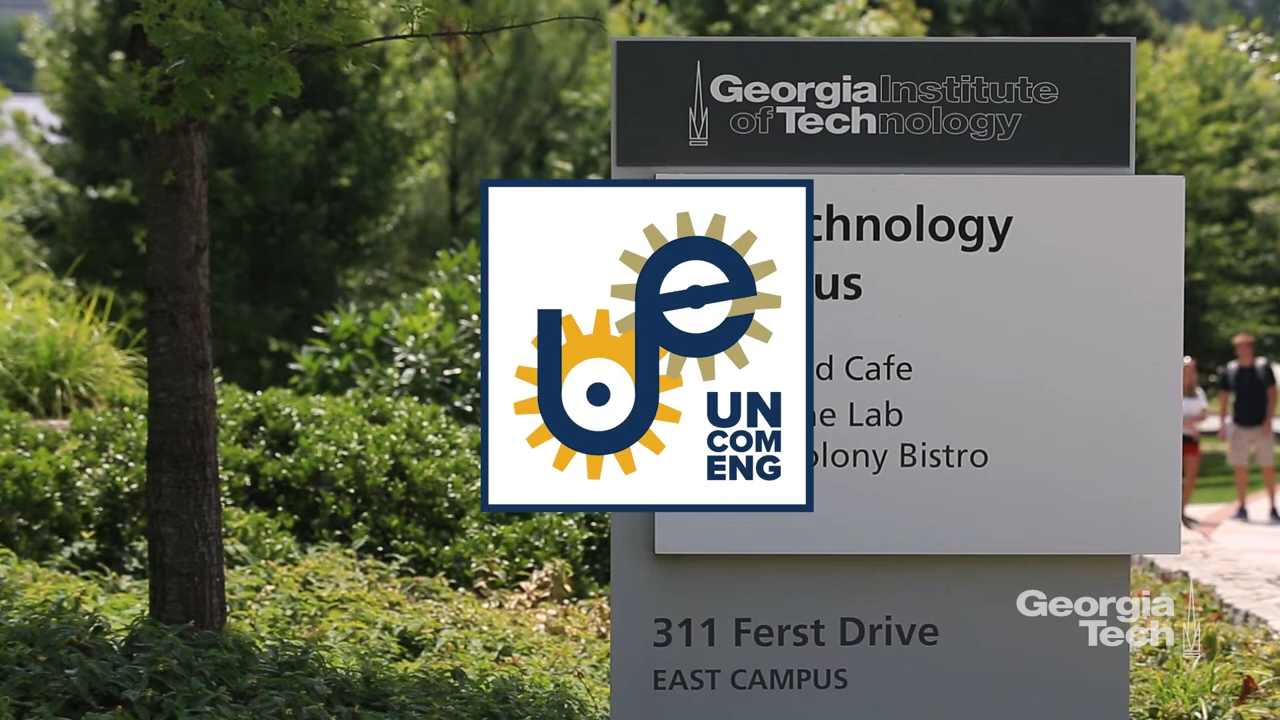 Georgia Institute
of Technology
chnology
us
d Cafe
e Lab
olony Bistro
UN
COM
ENG
311 Ferst Drive
EAST CAMPUS
Georgia
Tech